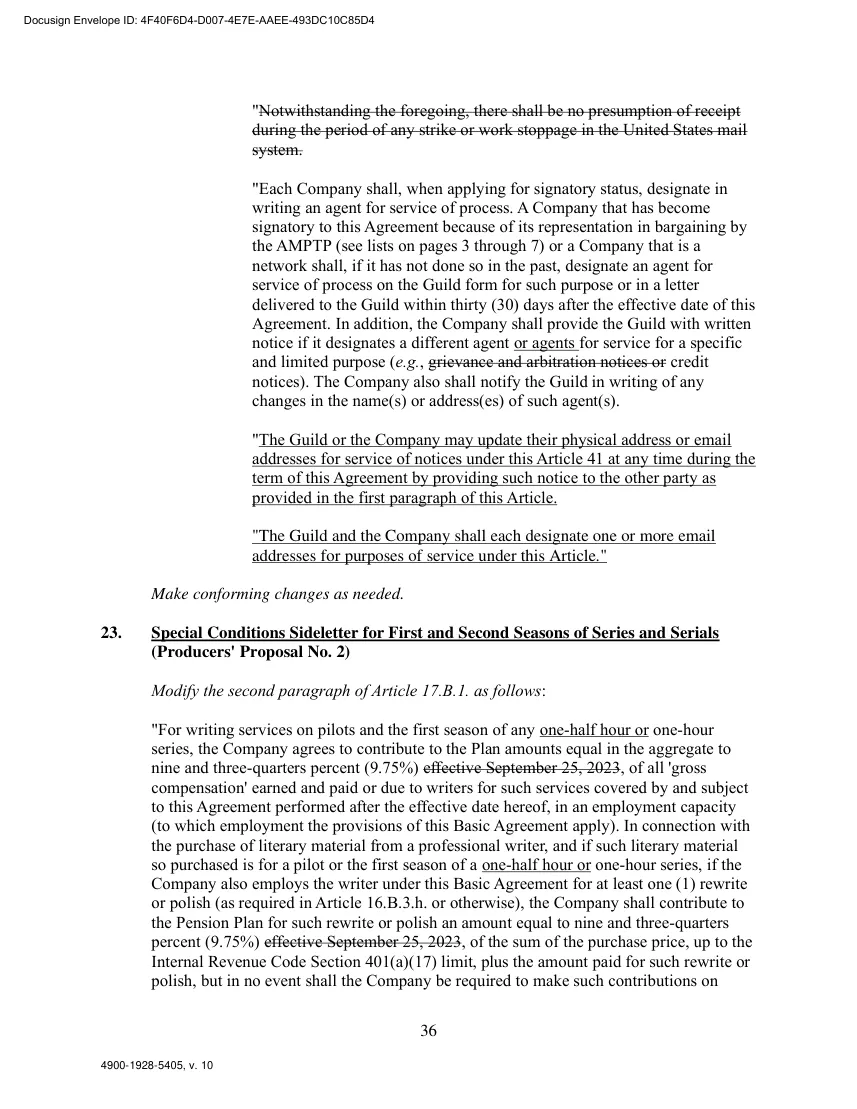 Docusign Envelope ID: 4F40F6D4-D007-4E7E-AAEE-493DC10C85D4
"Notwithstanding the foregoing, there shall be no presumption of receipt
during the period of any strike or work stoppage in the United States mail
system.
"Each Company shall, when applying for signatory status, designate in
writing an agent for service of process. A Company that has become
signatory to this Agreement because of its representation in bargaining by
the AMPTP (see lists on pages 3 through 7) or a Company that is a
network shall, if it has not done so in the past, designate an agent for
service of process on the Guild form for such purpose or in a letter
delivered to the Guild within thirty (30) days after the effective date of this
Agreement. In addition, the Company shall provide the Guild with written
notice if it designates a different agent or agents for service for a specific
and limited purpose (e.g., grievance and arbitration notices or credit
notices). The Company also shall notify the Guild in writing of any
changes in the name(s) or address(es) of such agent(s).
"The Guild or the Company may update their physical address or email
addresses for service of notices under this Article 41 at any time during the
term of this Agreement by providing such notice to the other party as
provided in the first paragraph of this Article.
"The Guild and the Company shall each designate one or more email
addresses for purposes of service under this Article."
Make conforming changes as needed.
23. Special Conditions Sideletter for First and Second Seasons of Series and Serials
(Producers' Proposal No. 2)
Modify the second paragraph of Article 17.B.1. as follows:
"For writing services on pilots and the first season of any one-half hour or one-hour
series, the Company agrees to contribute to the Plan amounts equal in the aggregate to
nine and three-quarters percent (9.75%) effective September 25, 2023, of all 'gross
compensation' earned and paid or due to writers for such services covered by and subject
to this Agreement performed after the effective date hereof, in an employment capacity
(to which employment the provisions of this Basic Agreement apply). In connection with
the purchase of literary material from a professional writer, and if such literary material
so purchased is for a pilot or the first season of a one-half hour or one-hour series, if the
Company also employs the writer under this Basic Agreement for at least one (1) rewrite
or polish (as required in Article 16.B.3.h. or otherwise), the Company shall contribute to
the Pension Plan for such rewrite or polish an amount equal to nine and three-quarters
percent (9.75%) effective September 25, 2023, of the sum of the purchase price, up to the
Internal Revenue Code Section 401(a)(17) limit, plus the amount paid for such rewrite or
polish, but in no event shall the Company be required to make such contributions on
36
4900-1928-5405, v. 10